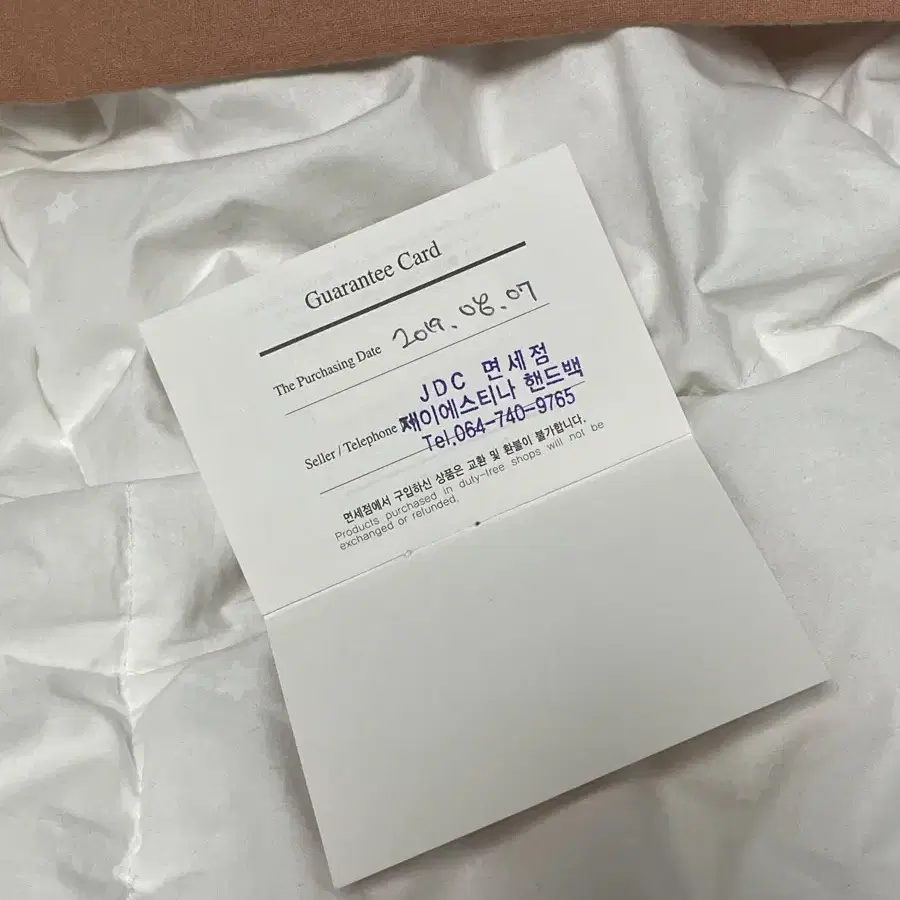 Guarantee Card
The Purchasing Date 2019.08.07
JDC 면세점
Seller / Telephone 제이에스티나 핸드백
Tel.064-740-9765
면세점에서 구입하신 상품은 교환 및 환불이 불가합니다.
Products purchased in duty-free shops will not be
exchanged or refunded.